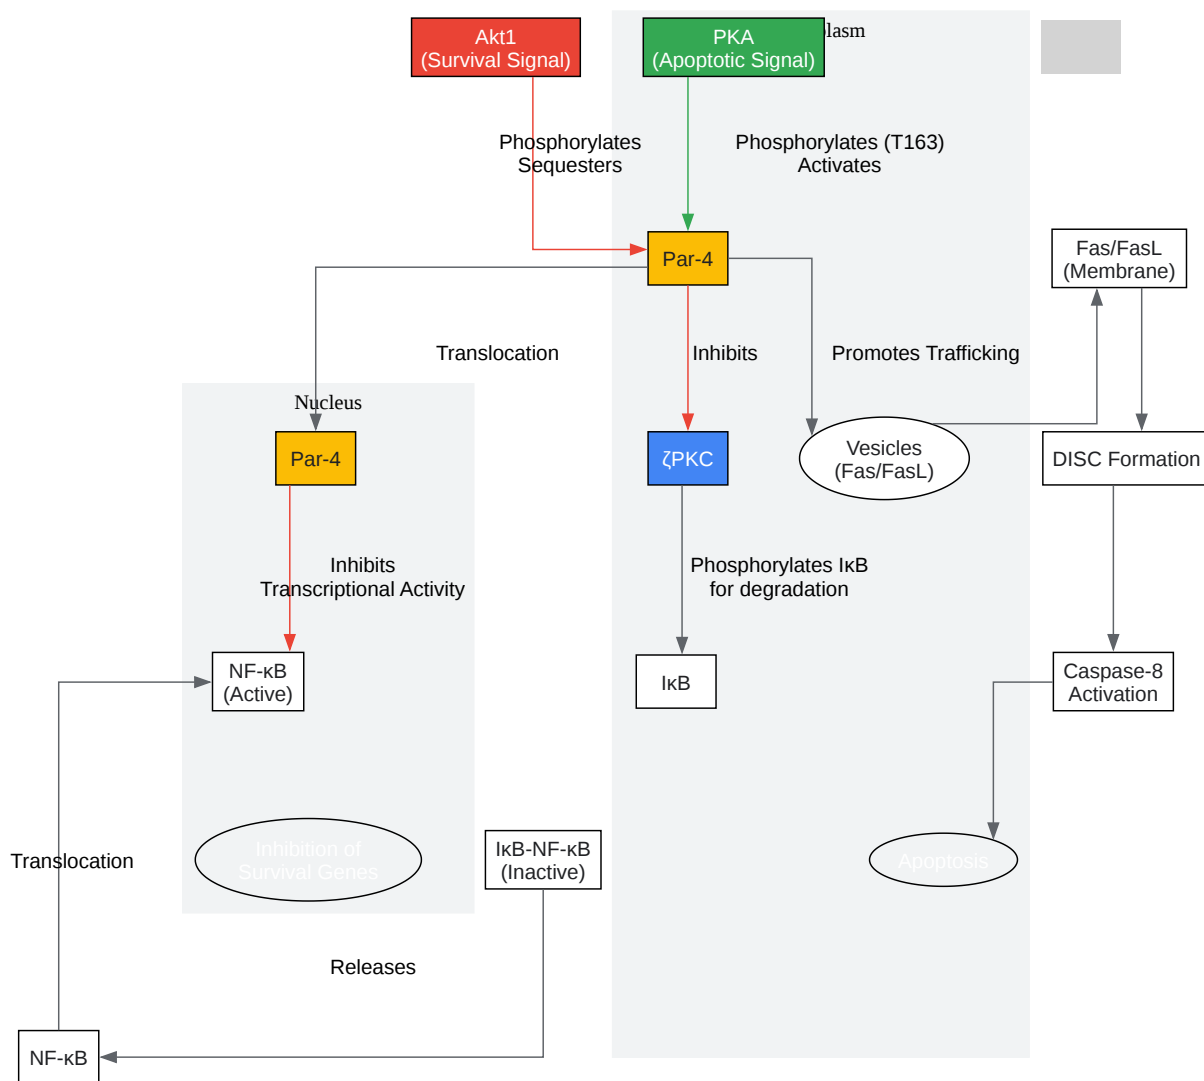 Akt1
(Survival Signal)
PKA
(Apoptotic Signal)
lasm
Phosphorylates
Sequesters
Phosphorylates (T163)
Activates
Par-4
Fas/FasL
(Membrane)
Translocation
Inhibits
Promotes Trafficking
Nucleus
Par-4
ζPKC
Vesicles
(Fas/FasL)
DISC Formation
Inhibits
Transcriptional Activity
Phosphorylates IκB
for degradation
NF-κB
(Active)
IκB
Caspase-8
Activation
Translocation
Inhibition of
Survival Genes
IκB-NF-κB
(Inactive)
Apoptosis
Releases
NF-κB